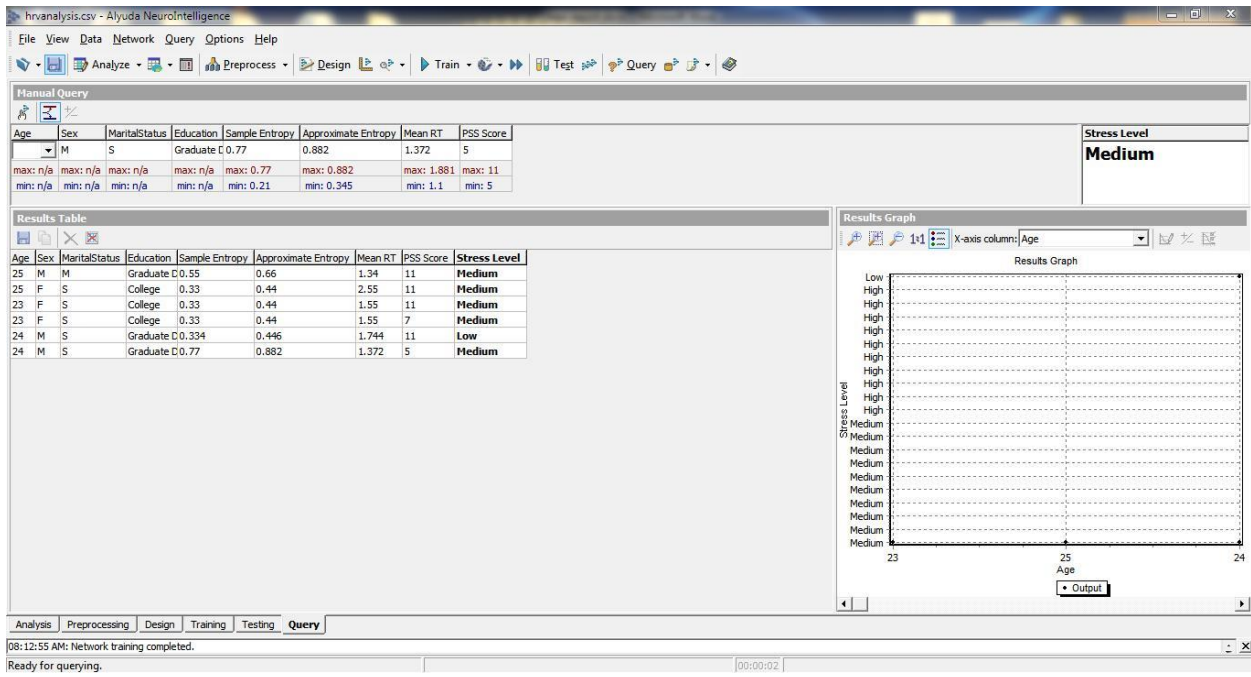 hrvanalysis.csv - Alyuda NeuroIntelligence
File View Data Network Query Options Help
Analyze Preprocess Design Train Test Query
Manual Query
Age Sex MaritalStatus Education Sample Entropy Approximate Entropy Mean RT PSS Score
M S Graduate D 0.77 0.882 1.372 5
max: n/a max: n/a max: n/a max: n/a max: 0.77 max: 0.882 max: 1.881 max: 11
min: n/a min: n/a min: n/a min: n/a min: 0.21 min: 0.345 min: 1.1 min: 5
Stress Level
Medium
Results Table
Age Sex MaritalStatus Education Sample Entropy Approximate Entropy Mean RT PSS Score Stress Level
25 M M Graduate D 0.55 0.66 1.34 11 Medium
25 F S College 0.33 0.44 2.55 11 Medium
23 F S College 0.33 0.44 1.55 11 Medium
23 F S College 0.33 0.44 1.55 7 Medium
24 M S Graduate D 0.334 0.446 1.744 11 Low
24 M S Graduate D 0.77 0.882 1.372 5 Medium
Results Graph
1:1 X-axis column: Age
Results Graph
Low
High
High
High
High
High
High
High
High
High
High
Medium
Medium
Medium
Medium
Medium
Medium
Medium
Medium
Medium
Medium
Stress Level
23 25 24
Age
Output
Analysis Preprocessing Design Training Testing Query
08:12:55 AM: Network training completed.
Ready for querying. 00:00:02